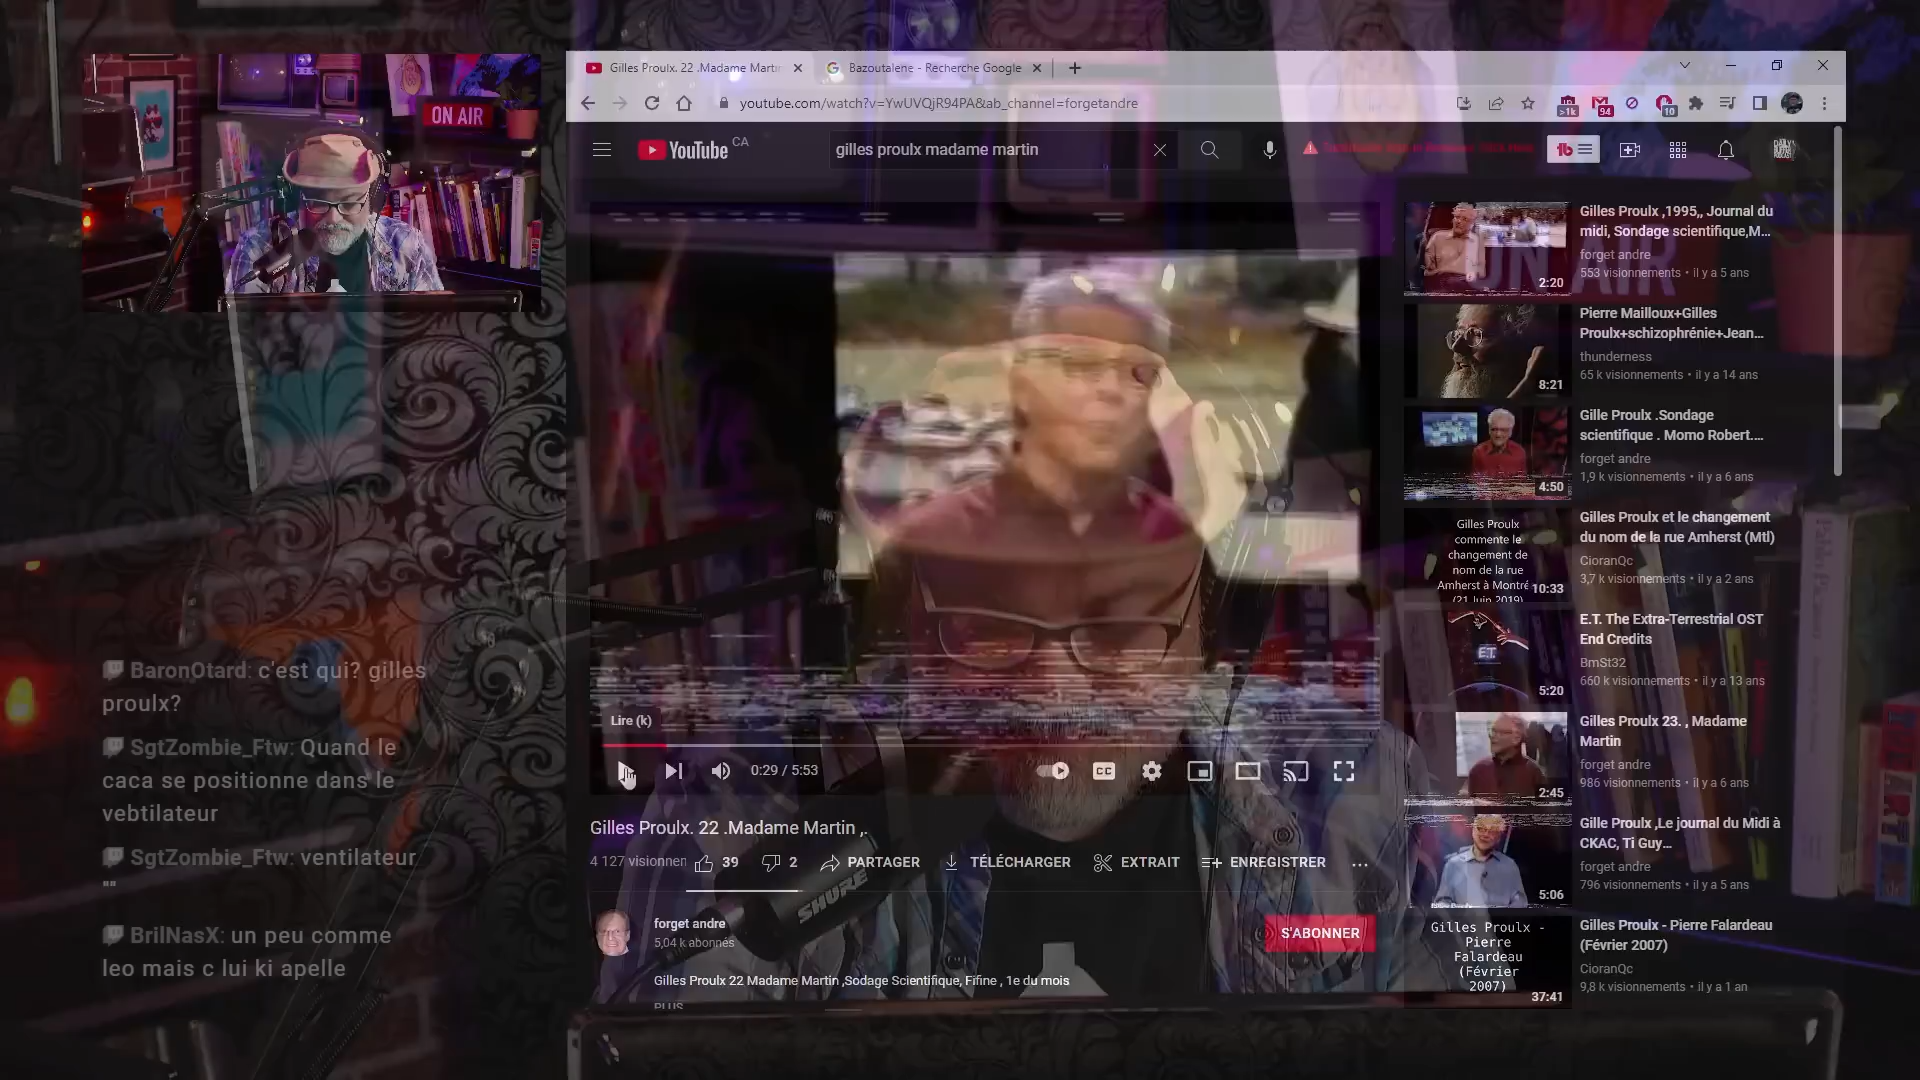 ON AIR
Gilles Proulx. 22 .Madame Martin
Bazoutalene - Recherche Google
youtube.com/watch?v=YwUVQjR94PA&ab_channel=forgetandre
>1k
94
10
YouTube CA
gilles proulx madame martin
Lire (k)
0:29 / 5:53
CC
Gilles Proulx. 22 .Madame Martin ,.
4 127 visionnen
39
2
PARTAGER
TÉLÉCHARGER
EXTRAIT
ENREGISTRER
SHURE
forget andre
5,04 k abonnés
S'ABONNER
Gilles Proulx 22 Madame Martin ,Sodage Scientifique, Fifine , 1e du mois
PLUS
Gilles Proulx ,1995,, Journal du
midi, Sondage scientifique,M...
forget andre
553 visionnements • il y a 5 ans
2:20
Pierre Mailloux+Gilles
Proulx+schizophrénie+Jean...
thunderness
65 k visionnements • il y a 14 ans
8:21
Gille Proulx .Sondage
scientifique . Momo Robert....
forget andre
1,9 k visionnements • il y a 6 ans
4:50
Gilles Proulx
commente le
changement de
nom de la rue
Amherst à Montré
(21 Juin 2019)
10:33
Gilles Proulx et le changement
du nom de la rue Amherst (Mtl)
CioranQc
3,7 k visionnements • il y a 2 ans
E.T.
5:20
E.T. The Extra-Terrestrial OST
End Credits
BmSt32
660 k visionnements • il y a 13 ans
Gilles Proulx 23. , Madame
Martin
forget andre
986 visionnements • il y a 6 ans
2:45
Gille Proulx ,Le journal du Midi à
CKAC, Ti Guy...
forget andre
796 visionnements • il y a 5 ans
5:06
Gilles Proulx -
Pierre
Falardeau
(Février
2007)
37:41
Gilles Proulx - Pierre Falardeau
(Février 2007)
CioranQc
9,8 k visionnements • il y a 1 an
BaronOtard: c'est qui? gilles
proulx?
SgtZombie_Ftw: Quand le
caca se positionne dans le
vebtilateur
SgtZombie_Ftw: ventilateur
""
BrilNasX: un peu comme
leo mais c lui ki apelle